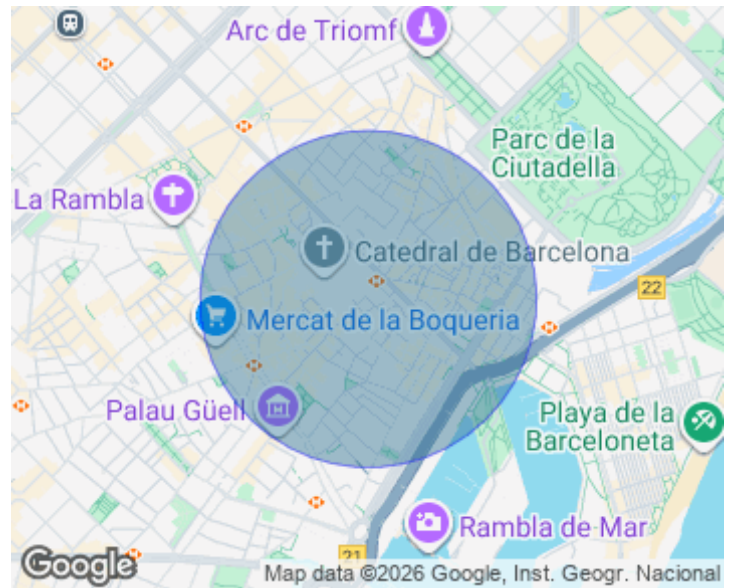 Arc de Triomf
Parc de la
Ciutadella
La Rambla
Catedral de Barcelona
22
Mercat de la Boqueria
Palau Güell
Playa de la
Barceloneta
Rambla de Mar
21
Google
Map data ©2026 Google, Inst. Geogr. Nacional